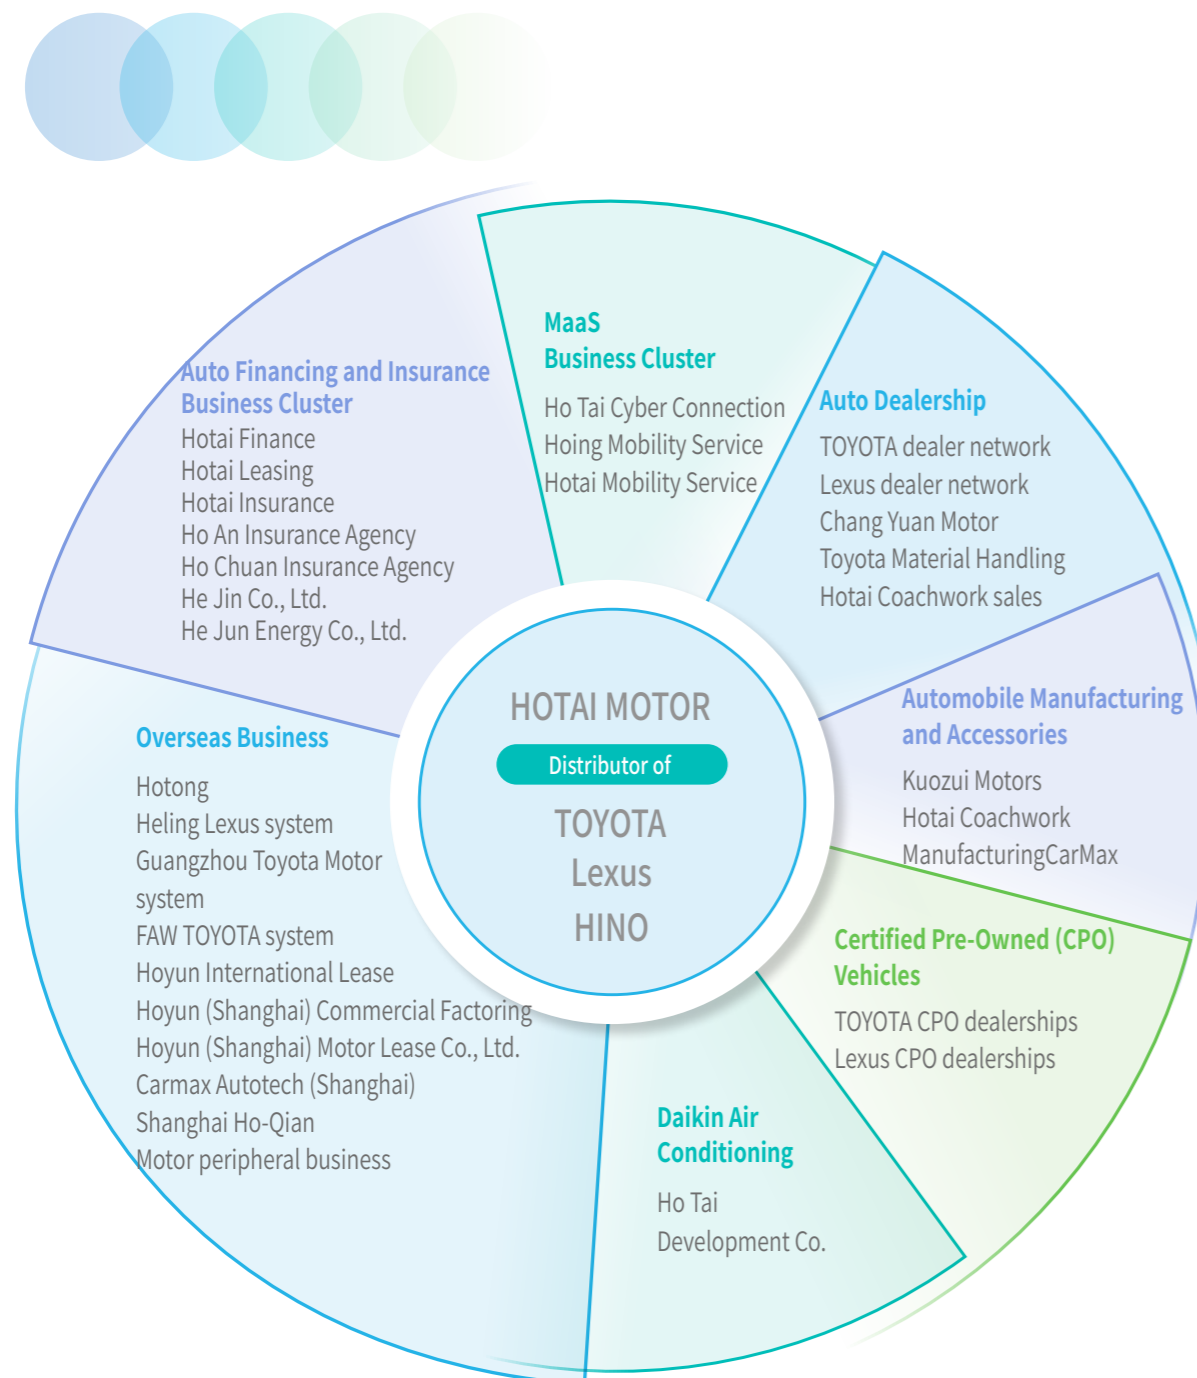 MaaS
Business Cluster
Ho Tai Cyber Connection
Hoing Mobility Service
Hotai Mobility Service
Auto Dealership
TOYOTA dealer network
Lexus dealer network
Chang Yuan Motor
Toyota Material Handling
Hotai Coachwork sales
Automobile Manufacturing
and Accessories
Kuozui Motors
Hotai Coachwork
ManufacturingCarMax
Certified Pre-Owned (CPO)
Vehicles
TOYOTA CPO dealerships
Lexus CPO dealerships
Daikin Air
Conditioning
Ho Tai
Development Co.
Overseas Business
Hotong
Heling Lexus system
Guangzhou Toyota Motor
system
FAW TOYOTA system
Hoyun International Lease
Hoyun (Shanghai) Commercial Factoring
Hoyun (Shanghai) Motor Lease Co., Ltd.
Carmax Autotech (Shanghai)
Shanghai Ho-Qian
Motor peripheral business
Auto Financing and Insurance
Business Cluster
Hotai Finance
Hotai Leasing
Hotai Insurance
Ho An Insurance Agency
Ho Chuan Insurance Agency
He Jin Co., Ltd.
He Jun Energy Co., Ltd.
HOTAI MOTOR
Distributor of
TOYOTA
Lexus
HINO